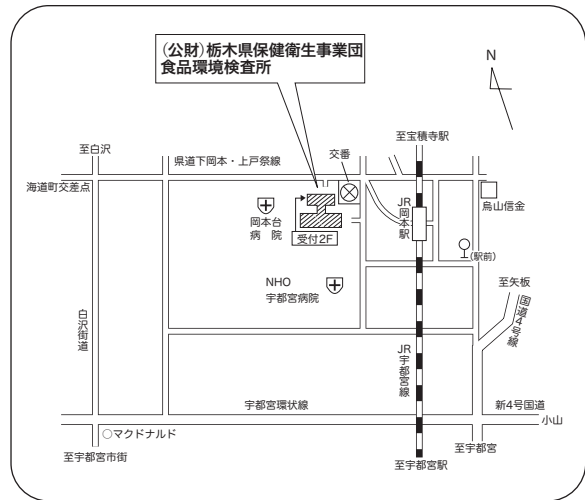 (公財)栃木県保健衛生事業団
食品環境検査所
N
至宝積寺駅
至白沢
県道下岡本・上戸祭線
交番
海道町交差点
JR岡本駅
烏山信金
岡本台
病 院
受付2F
(駅前)
NHO
宇都宮病院
至矢板
国道4号線
白沢街道
JR宇都宮線
宇都宮環状線
新4号国道
小山
○マクドナルド
至宇都宮
至宇都宮市街
至宇都宮駅